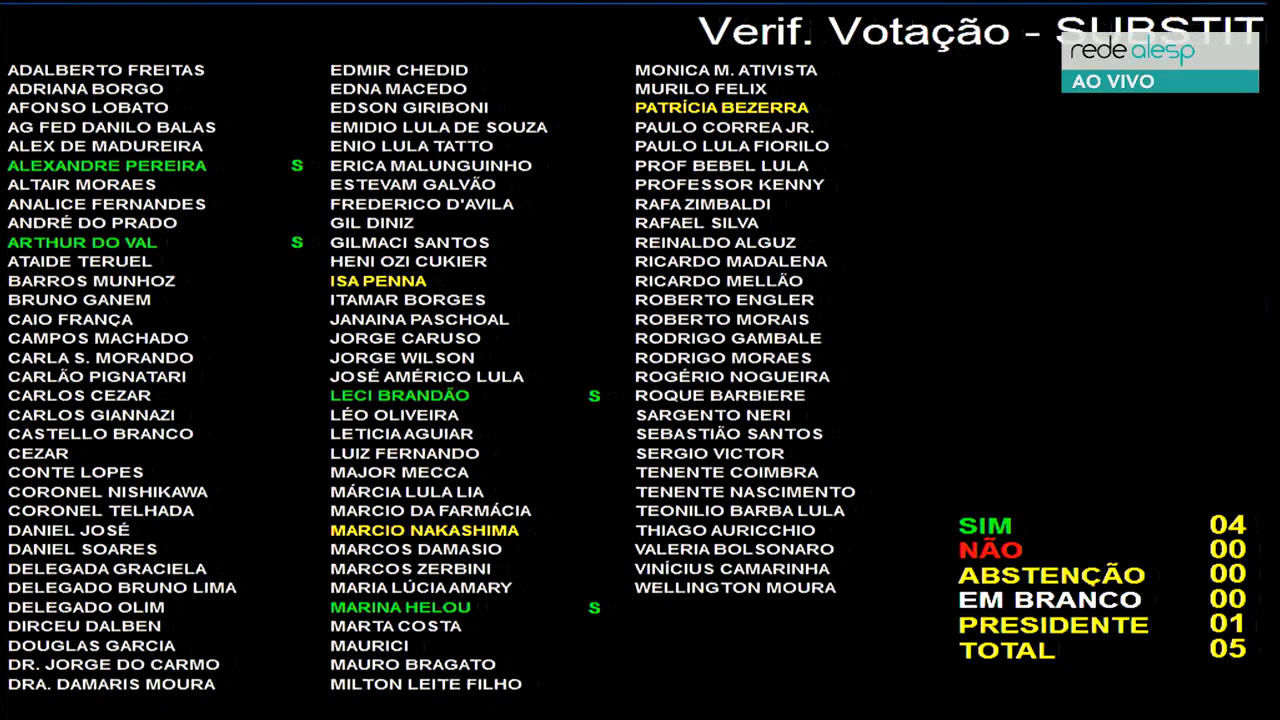 Verif. Votação - SUBSTIT
rede alesp
AO VIVO
ADALBERTO FREITAS
ADRIANA BORGO
AFONSO LOBATO
AG FED DANILO BALAS
ALEX DE MADUREIRA
ALEXANDRE PEREIRA S
ALTAIR MORAES
ANALICE FERNANDES
ANDRÉ DO PRADO
ARTHUR DO VAL S
ATAIDE TERUEL
BARROS MUNHOZ
BRUNO GANEM
CAIO FRANÇA
CAMPOS MACHADO
CARLA S. MORANDO
CARLÃO PIGNATARI
CARLOS CEZAR
CARLOS GIANNAZI
CASTELLO BRANCO
CEZAR
CONTE LOPES
CORONEL NISHIKAWA
CORONEL TELHADA
DANIEL JOSÉ
DANIEL SOARES
DELEGADA GRACIELA
DELEGADO BRUNO LIMA
DELEGADO OLIM
DIRCEU DALBEN
DOUGLAS GARCIA
DR. JORGE DO CARMO
DRA. DAMARIS MOURA
EDMIR CHEDID
EDNA MACEDO
EDSON GIRIBONI
EMIDIO LULA DE SOUZA
ENIO LULA TATTO
ERICA MALUNGUINHO
ESTEVAM GALVÃO
FREDERICO D'AVILA
GIL DINIZ
GILMACI SANTOS
HENI OZI CUKIER
ISA PENNA
ITAMAR BORGES
JANAINA PASCHOAL
JORGE CARUSO
JORGE WILSON
JOSÉ AMÉRICO LULA
LECI BRANDÃO S
LÉO OLIVEIRA
LETICIA AGUIAR
LUIZ FERNANDO
MAJOR MECCA
MÁRCIA LULA LIA
MARCIO DA FARMÁCIA
MARCIO NAKASHIMA
MARCOS DAMASIO
MARCOS ZERBINI
MARIA LÚCIA AMARY
MARINA HELOU S
MARTA COSTA
MAURICI
MAURO BRAGATO
MILTON LEITE FILHO
MONICA M. ATIVISTA
MURILO FELIX
PATRÍCIA BEZERRA
PAULO CORREA JR.
PAULO LULA FIORILO
PROF BEBEL LULA
PROFESSOR KENNY
RAFA ZIMBALDI
RAFAEL SILVA
REINALDO ALGUZ
RICARDO MADALENA
RICARDO MELLÃO
ROBERTO ENGLER
ROBERTO MORAIS
RODRIGO GAMBALE
RODRIGO MORAES
ROGÉRIO NOGUEIRA
ROQUE BARBIERE
SARGENTO NERI
SEBASTIÃO SANTOS
SERGIO VICTOR
TENENTE COIMBRA
TENENTE NASCIMENTO
TEONILIO BARBA LULA
THIAGO AURICCHIO
VALERIA BOLSONARO
VINÍCIUS CAMARINHA
WELLINGTON MOURA
SIM 04
NÃO 00
ABSTENÇÃO 00
EM BRANCO 00
PRESIDENTE 01
TOTAL 05